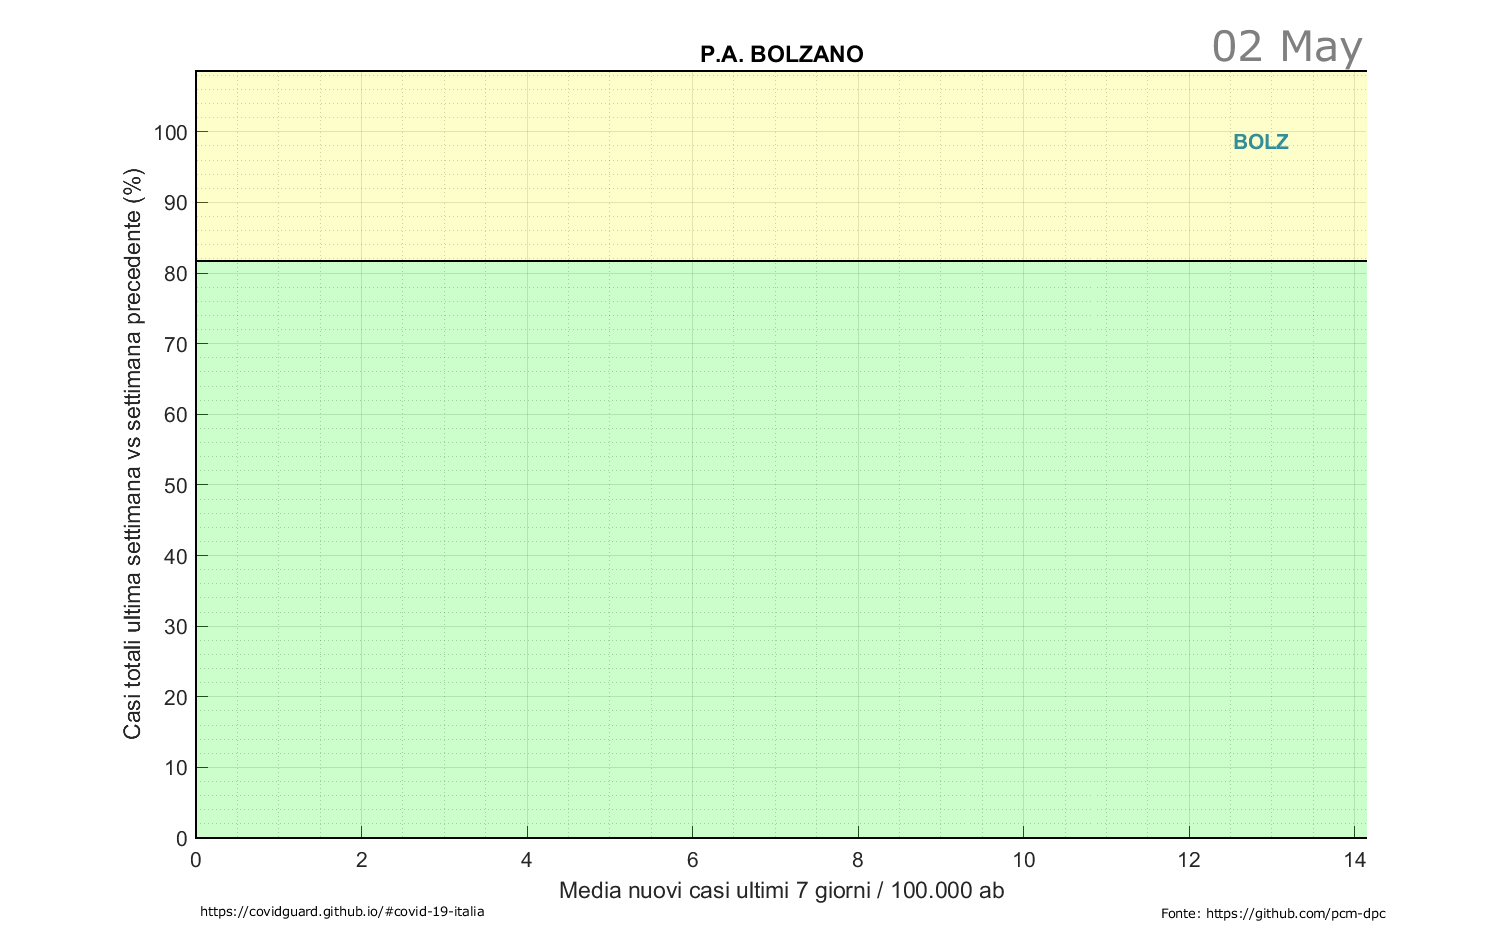 P.A. BOLZANO
02 May
Casi totali ultima settimana vs settimana precedente (%)
100
90
80
70
60
50
40
30
20
10
0
BOLZ
0 2 4 6 8 10 12 14
Media nuovi casi ultimi 7 giorni / 100.000 ab
https://covidguard.github.io/#covid-19-italia
Fonte: https://github.com/pcm-dpc